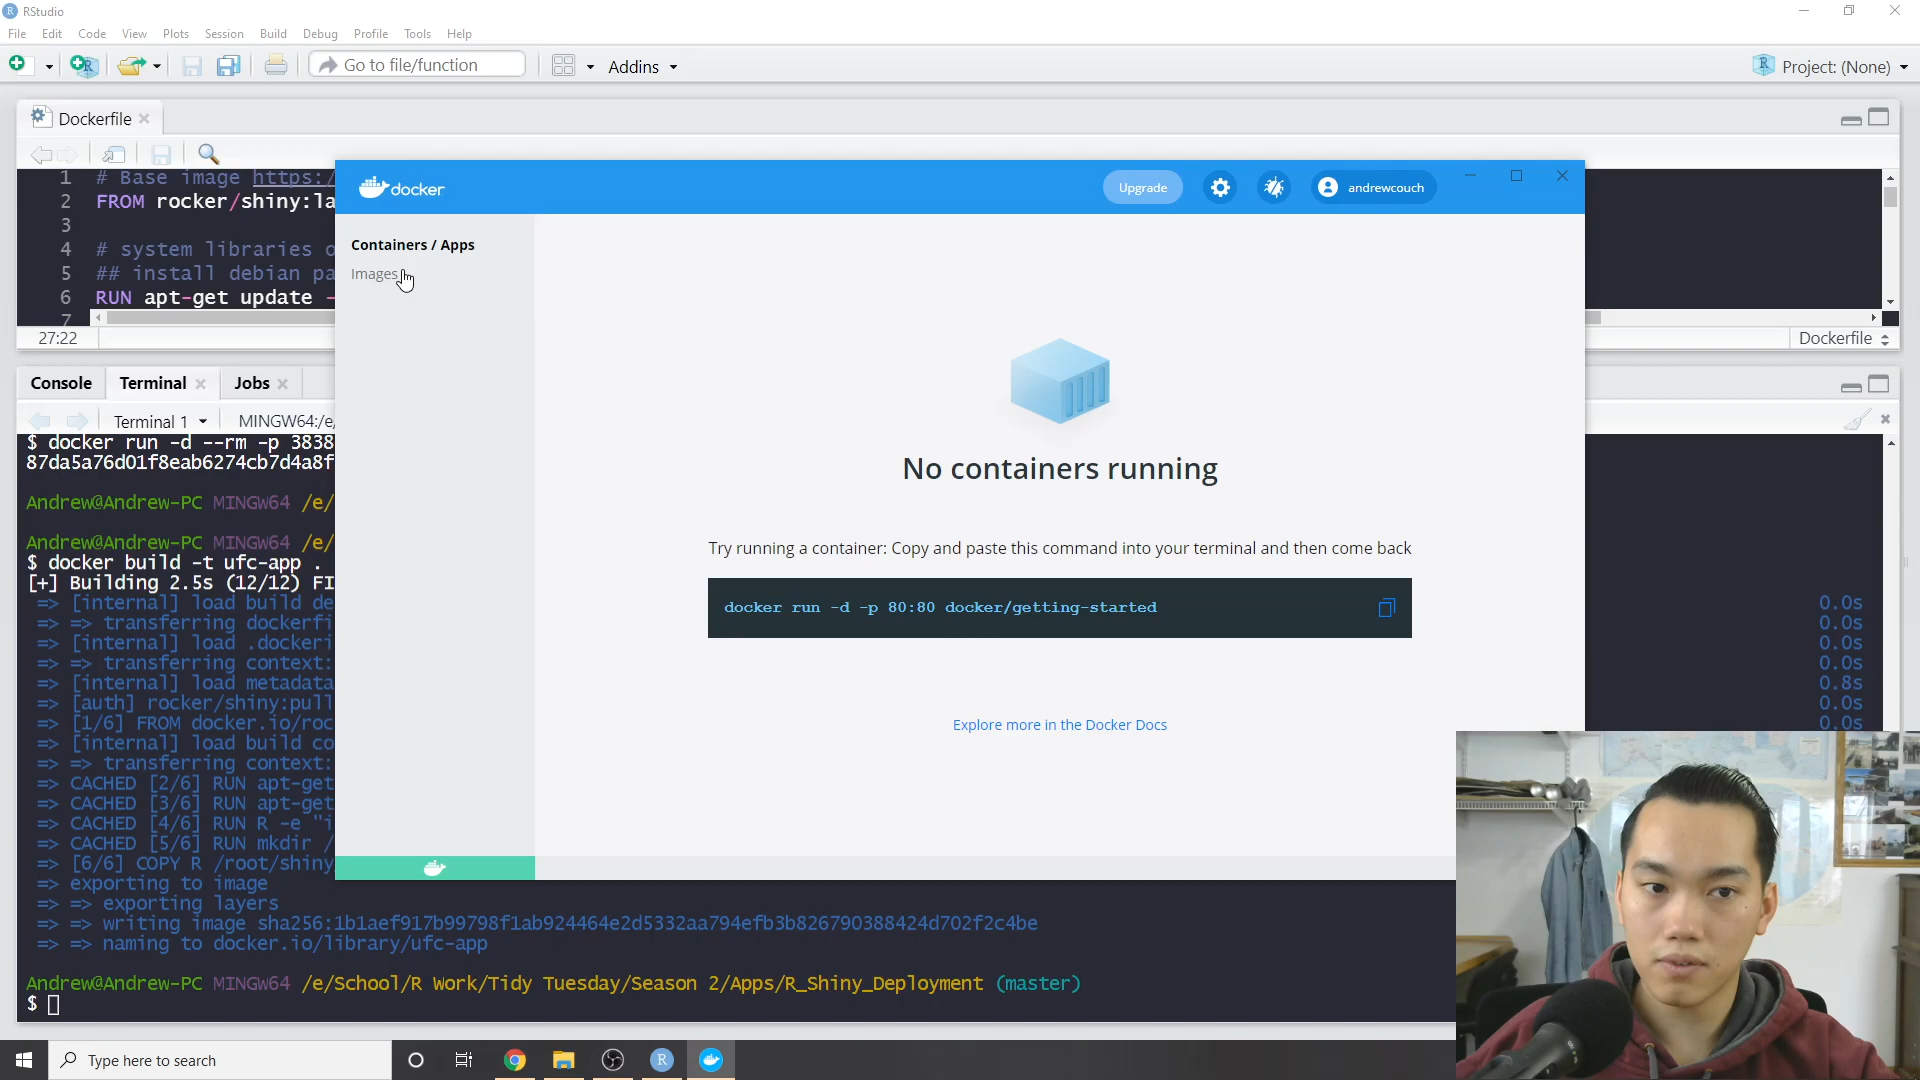 RStudio
File Edit Code View Plots Session Build Debug Profile Tools Help
Go to file/function Addins Project: (None)
Dockerfile
1 # Base image https:/
2 FROM rocker/shiny:la
3
4 # system libraries o
5 ## install debian pa
6 RUN apt-get update -
7
27:22 Dockerfile
docker Upgrade andrewcouch
Containers / Apps
Images
No containers running
Try running a container: Copy and paste this command into your terminal and then come back
docker run -d -p 80:80 docker/getting-started
Explore more in the Docker Docs
Console Terminal Jobs
Terminal 1 MINGW64:/e/
$ docker run -d --rm -p 3838
87da5a76d01f8eab6274cb7d4a8f
Andrew@Andrew-PC MINGW64 /e/
Andrew@Andrew-PC MINGW64 /e/
$ docker build -t ufc-app .
[+] Building 2.5s (12/12) FI
=> [internal] load build de 0.0s
=> => transferring dockerfi 0.0s
=> [internal] load .dockeri 0.0s
=> => transferring context: 0.0s
=> [internal] load metadata 0.8s
=> [auth] rocker/shiny:pull 0.0s
=> [1/6] FROM docker.io/roc 0.0s
=> [internal] load build co
=> => transferring context:
=> CACHED [2/6] RUN apt-get
=> CACHED [3/6] RUN apt-get
=> CACHED [4/6] RUN R -e "i
=> CACHED [5/6] RUN mkdir /
=> [6/6] COPY R /root/shiny
=> exporting to image
=> => exporting layers
=> => writing image sha256:1b1aef917b99798f1ab924464e2d5332aa794efb3b826790388424d702f2c4be
=> => naming to docker.io/library/ufc-app
Andrew@Andrew-PC MINGW64 /e/School/R Work/Tidy Tuesday/Season 2/Apps/R_Shiny_Deployment (master)
$
Type here to search